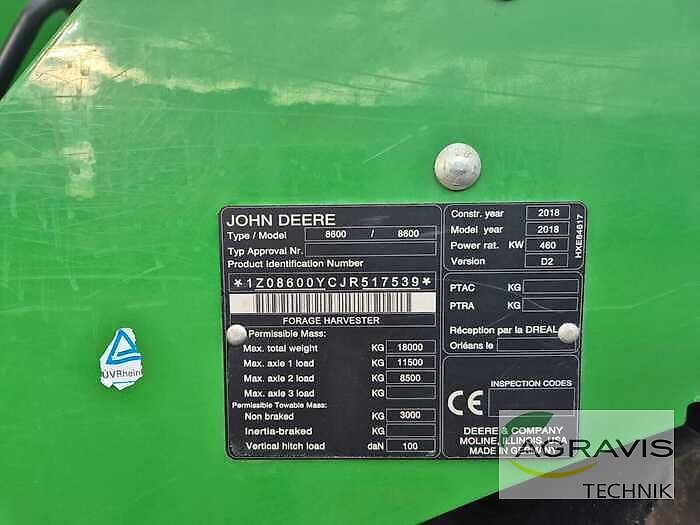 JOHN DEERE
Type / Model 8600 / 8600
Typ Approval Nr.
Product Identification Number
*1Z08600YCJR517539*
FORAGE HARVESTER
Permissible Mass:
Max. total weight KG 18000
Max. axle 1 load KG 11500
Max. axle 2 load KG 8500
Max. axle 3 load KG
Permissible Towable Mass:
Non braked KG 3000
Inertia-braked KG
Vertical hitch load daN 100
Constr. year 2018
Model year 2018
Power rat. KW 460
Version D2
HXE84817
PTAC KG
PTRA KG
Réception par la DREAL
Orléans le
INSPECTION CODES
CE
DEERE & COMPANY
MOLINE, ILLINOIS, USA
MADE IN GERMANY
ÜVRhein
AGRAVIS
TECHNIK